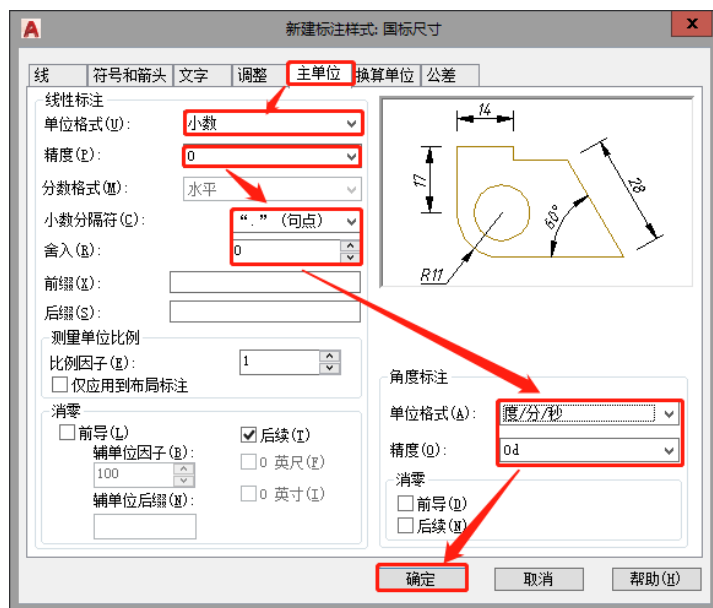 新建标注样式: 国标尺寸
线 符号和箭头 文字 调整 主单位 换算单位 公差
线性标注
单位格式(U): 小数
精度(P): 0
分数格式(M): 水平
小数分隔符(C): “.” (句点)
舍入(R): 0
前缀(X):
后缀(S):
测量单位比例
比例因子(E): 1
仅应用到布局标注
消零
前导(L)
后续(T)
辅单位因子(B):
100
0 英尺(F)
辅单位后缀(N):
0 英寸(I)
14
17
28
60°
R11
角度标注
单位格式(A): 度/分/秒
精度(O): 0d
消零
前导(D)
后续(N)
确定 取消 帮助(H)